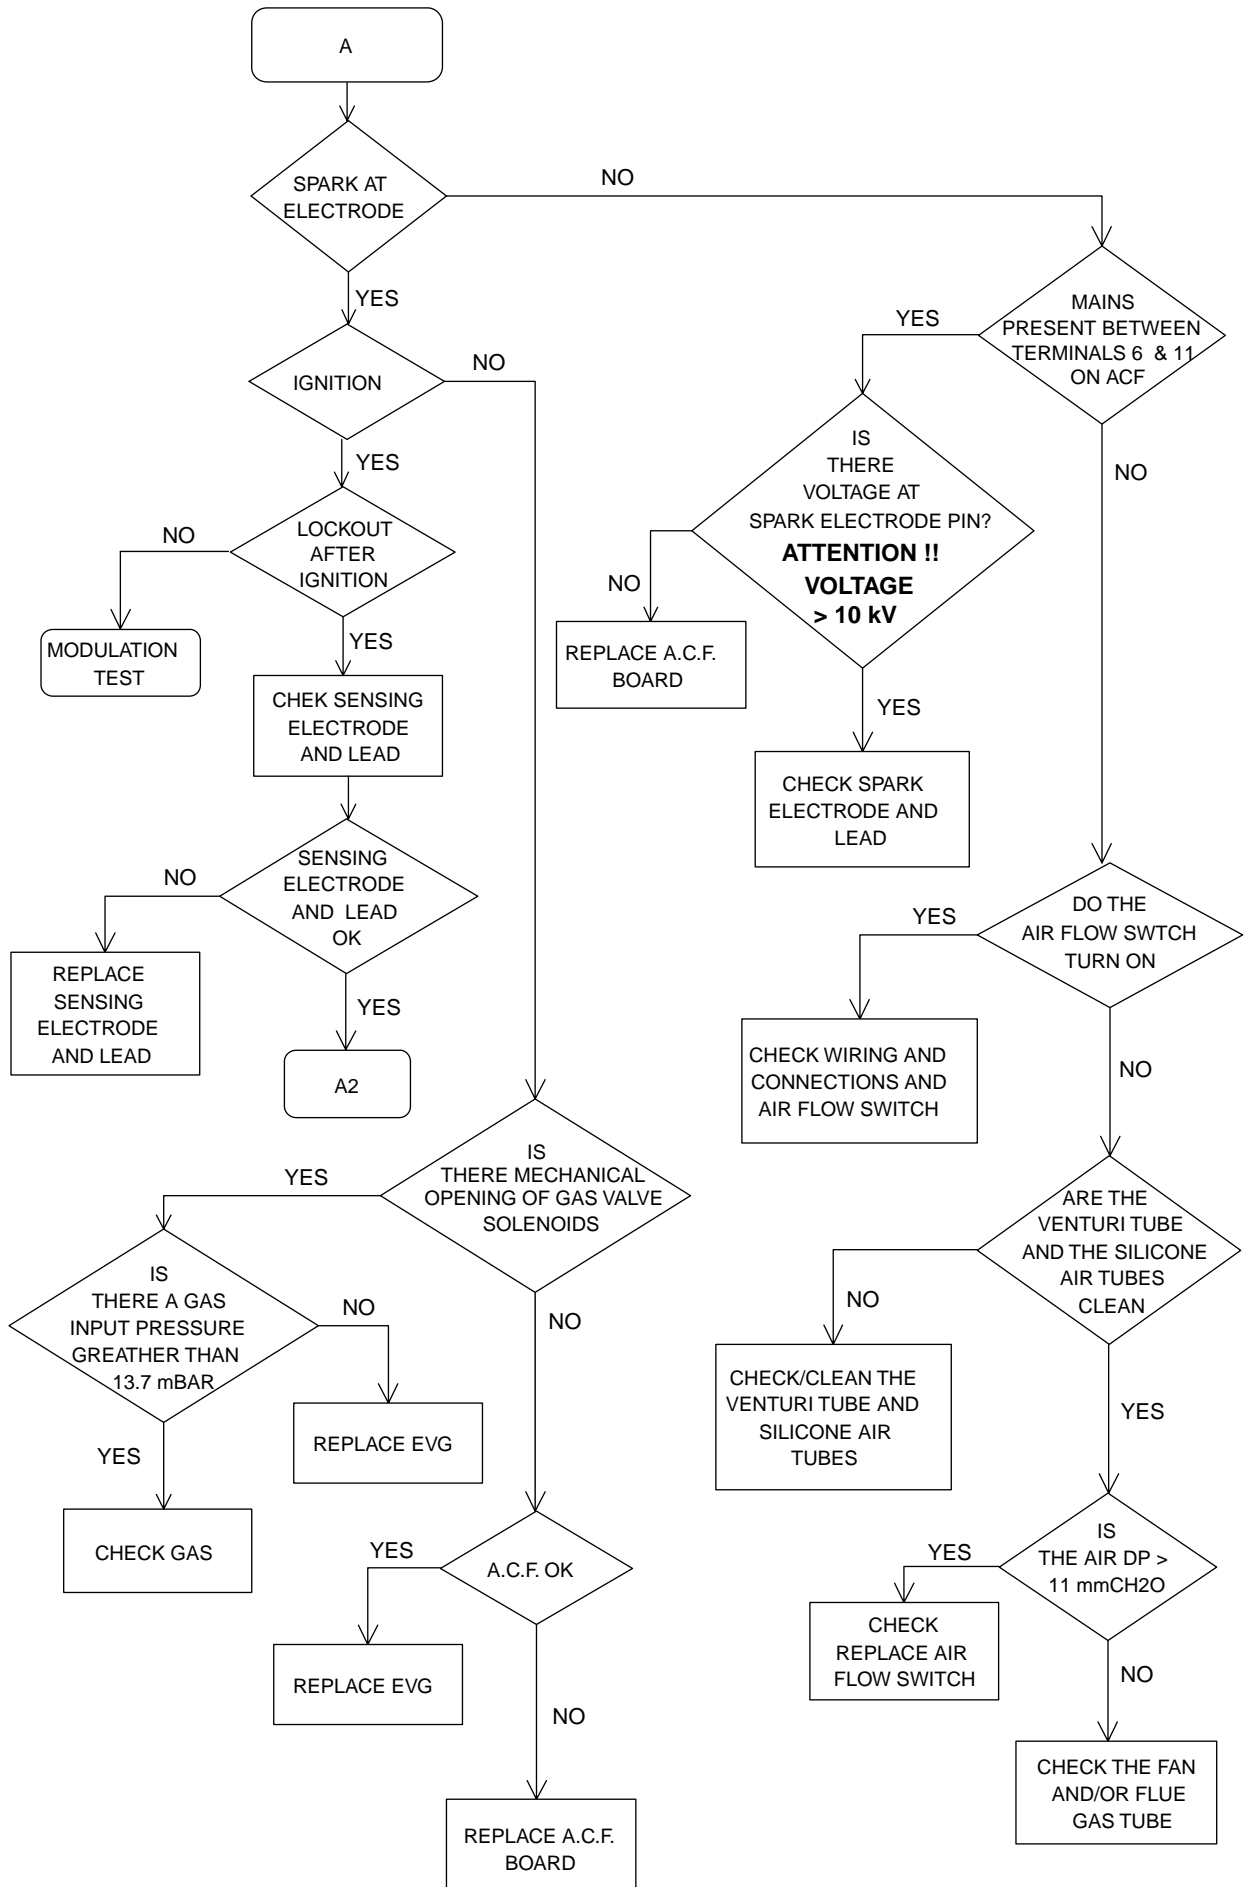 A
SPARK AT
ELECTRODE
NO
YES
MAINS
PRESENT BETWEEN
TERMINALS 6 & 11
ON ACF
YES
NO
IGNITION
NO
YES
IS
THERE
VOLTAGE AT
SPARK ELECTRODE PIN?
ATTENTION !!
VOLTAGE
> 10 kV
NO
REPLACE A.C.F.
BOARD
YES
CHECK SPARK
ELECTRODE AND
LEAD
LOCKOUT
AFTER
IGNITION
NO
MODULATION
TEST
YES
CHEK SENSING
ELECTRODE
AND LEAD
SENSING
ELECTRODE
AND LEAD
OK
NO
REPLACE
SENSING
ELECTRODE
AND LEAD
YES
A2
DO THE
AIR FLOW SWTCH
TURN ON
YES
CHECK WIRING AND
CONNECTIONS AND
AIR FLOW SWITCH
NO
IS
THERE MECHANICAL
OPENING OF GAS VALVE
SOLENOIDS
YES
NO
IS
THERE A GAS
INPUT PRESSURE
GREATHER THAN
13.7 mBAR
NO
REPLACE EVG
YES
CHECK GAS
ARE THE
VENTURI TUBE
AND THE SILICONE
AIR TUBES
CLEAN
NO
CHECK/CLEAN THE
VENTURI TUBE AND
SILICONE AIR
TUBES
YES
A.C.F. OK
YES
REPLACE EVG
NO
REPLACE A.C.F.
BOARD
IS
THE AIR DP >
11 mmCH2O
YES
CHECK
REPLACE AIR
FLOW SWITCH
NO
CHECK THE FAN
AND/OR FLUE
GAS TUBE